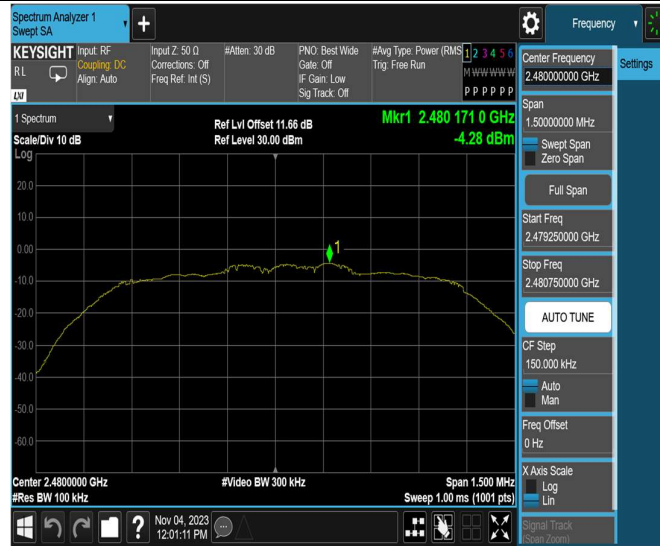 Spectrum Analyzer 1
Swept SA
Frequency
KEYSIGHT
RL
LXI
Input: RF
Coupling: DC
Align: Auto
Input Z: 50 Ω
Corrections: Off
Freq Ref: Int (S)
#Atten: 30 dB
PNO: Best Wide
Gate: Off
IF Gain: Low
Sig Track: Off
#Avg Type: Power (RMS
Trig: Free Run
1 2 3 4 5 6
M W W W W W
P P P P P P
Center Frequency
2.480000000 GHz
Settings
Span
1.50000000 MHz
Swept Span
Zero Span
Full Span
Start Freq
2.479250000 GHz
Stop Freq
2.480750000 GHz
AUTO TUNE
CF Step
150.000 kHz
Auto
Man
Freq Offset
0 Hz
X Axis Scale
Log
Lin
Signal Track
(Span Zoom)
1 Spectrum
Scale/Div 10 dB
Log
Ref Lvl Offset 11.66 dB
Ref Level 30.00 dBm
Mkr1 2.480 171 0 GHz
-4.28 dBm
20.0
10.0
0.00
-10.0
-20.0
-30.0
-40.0
-50.0
-60.0
1
Center 2.4800000 GHz
#Res BW 100 kHz
#Video BW 300 kHz
Span 1.500 MHz
Sweep 1.00 ms (1001 pts)
?
Nov 04, 2023
12:01:11 PM